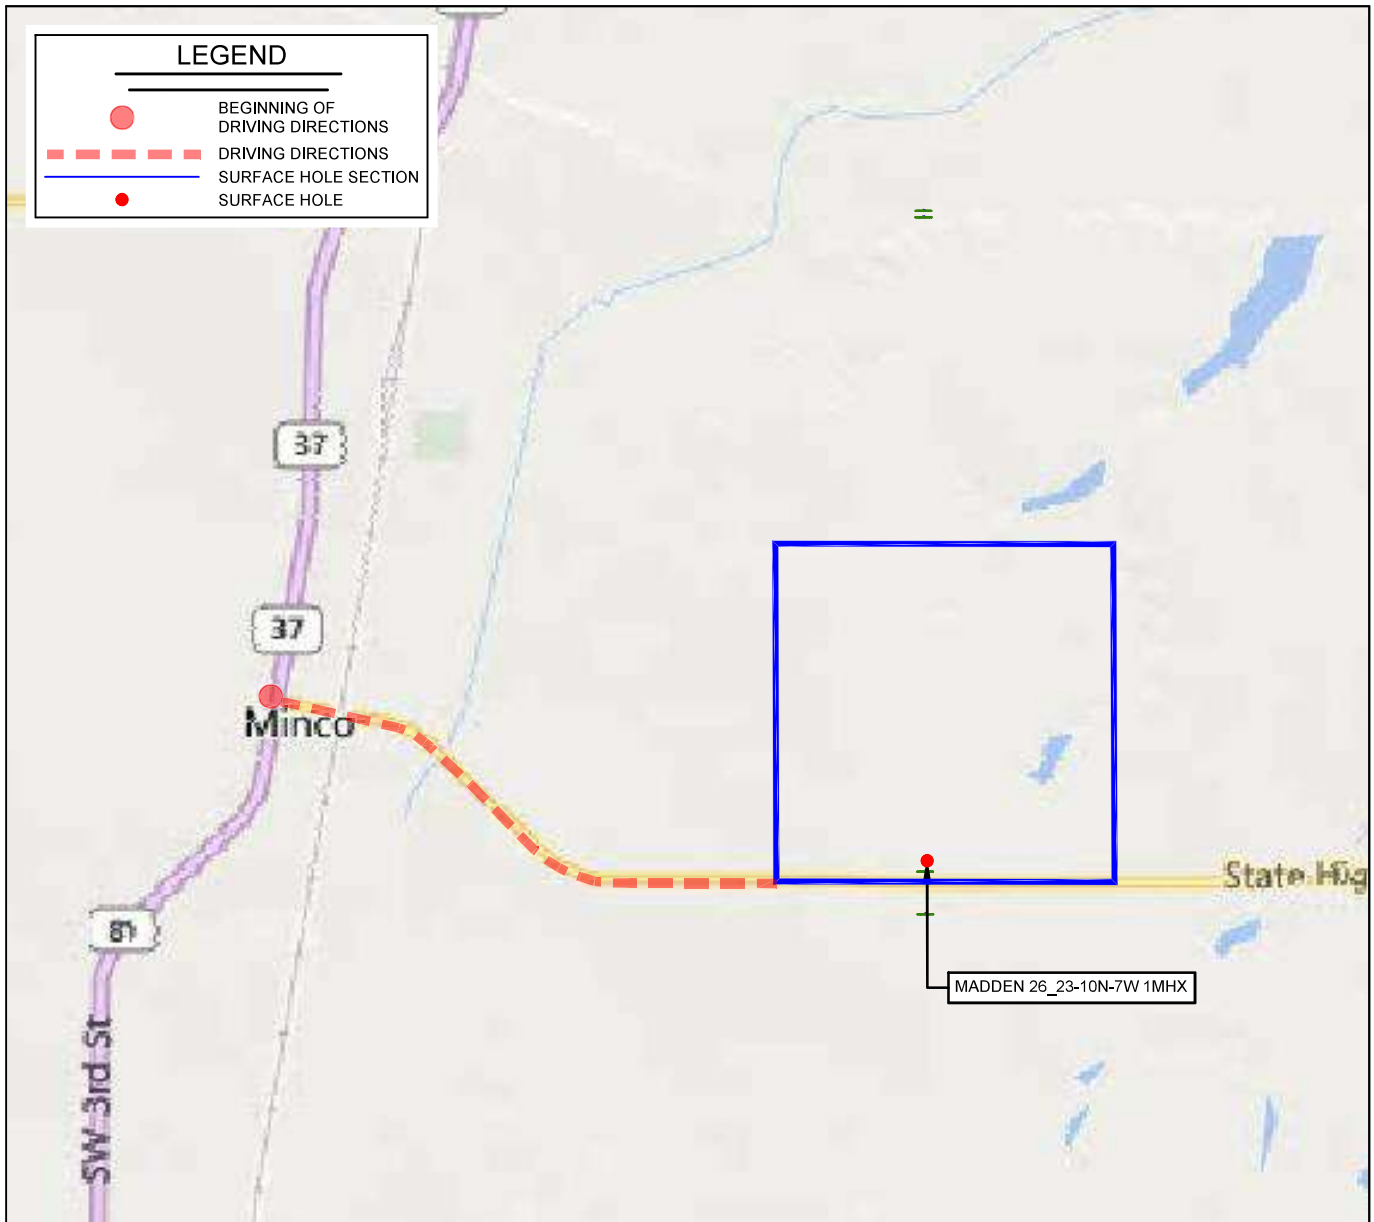 LEGEND
BEGINNING OF
DRIVING DIRECTIONS
DRIVING DIRECTIONS
SURFACE HOLE SECTION
SURFACE HOLE
37
37
Minco
State
81
MADDEN 26_23-10N-7W 1MHX
SW 3rd St